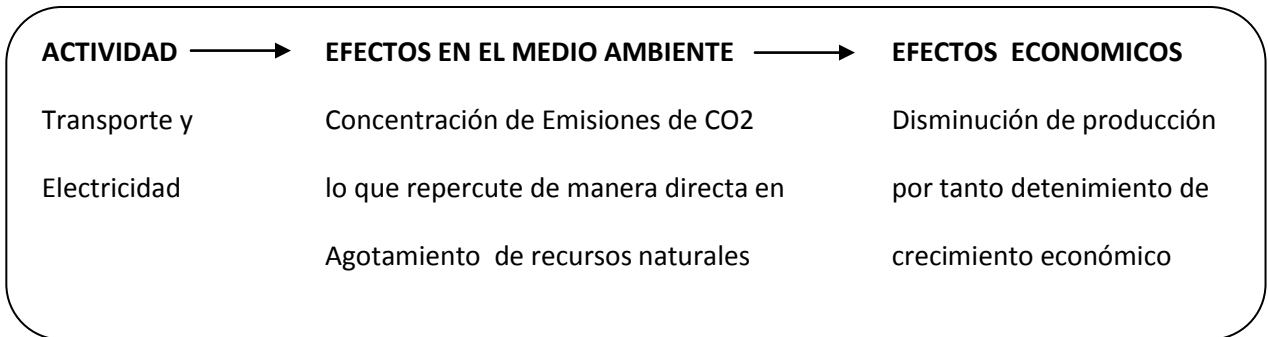 ACTIVIDAD EFECTOS EN EL MEDIO AMBIENTE EFECTOS ECONOMICOS
Transporte y Concentración de Emisiones de CO2 Disminución de producción
Electricidad lo que repercute de manera directa en por tanto detenimiento de
Agotamiento de recursos naturales crecimiento económico